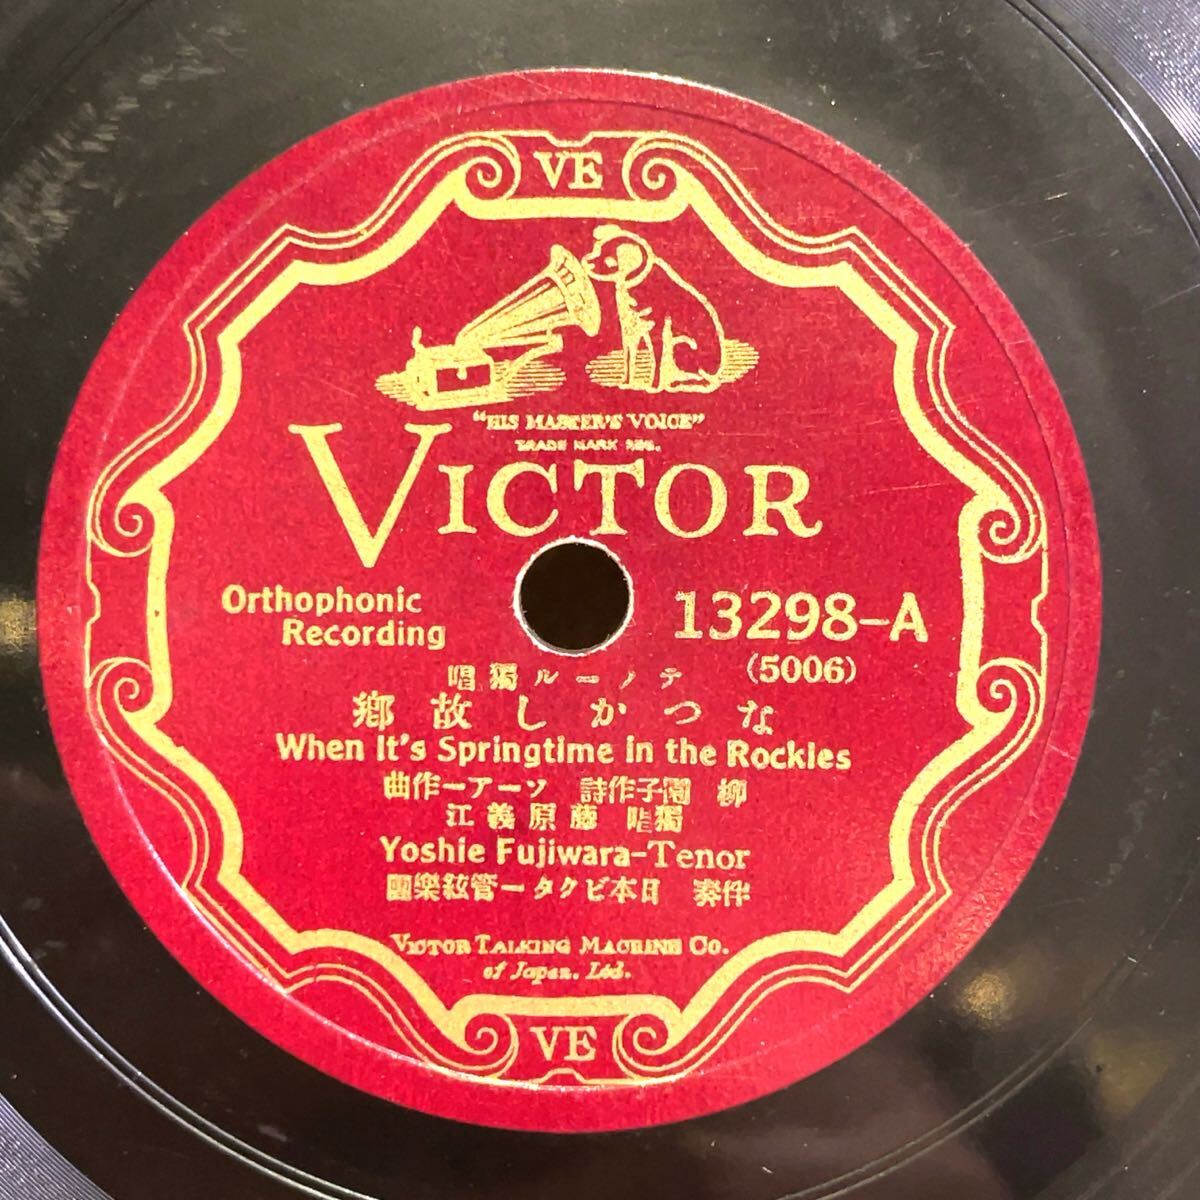 VE
"HIS MASTER'S VOICE"
TRADE MARK REG.
VICTOR
Orthophonic
Recording
13298-A
(5006)
唱獨ルーノテ
鄕故しかつな
When It's Springtime in the Rockies
曲作ーアーソ 詩作子園 柳
江義原藤 唱獨
Yoshie Fujiwara-Tenor
團樂絃管ータクビ本日 奏伴
VICTOR TALKING MACHINE CO.
of Japan, Ltd.
VE